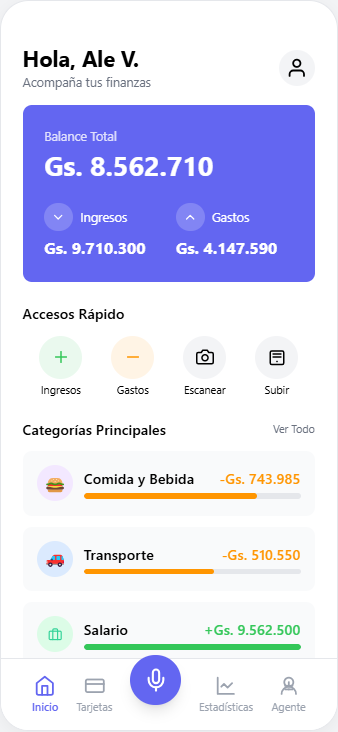 Hola, Ale V.
Acompaña tus finanzas
Balance Total
Gs. 8.562.710
Ingresos Gastos
Gs. 9.710.300 Gs. 4.147.590
Accesos Rápido
Ingresos Gastos Escanear Subir
Categorías Principales Ver Todo
Comida y Bebida -Gs. 743.985
Transporte -Gs. 510.550
Salario +Gs. 9.562.500
Inicio Tarjetas Estadísticas Agente